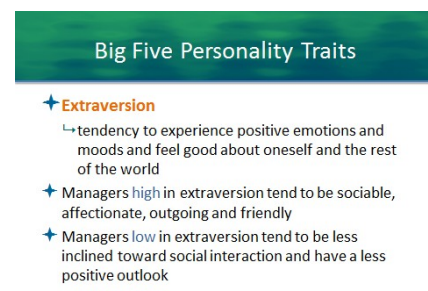 Big Five Personality Traits
Extraversion
tendency to experience positive emotions and
moods and feel good about oneself and the rest
of the world
Managers high in extraversion tend to be sociable,
affectionate, outgoing and friendly
Managers low in extraversion tend to be less
inclined toward social interaction and have a less
positive outlook